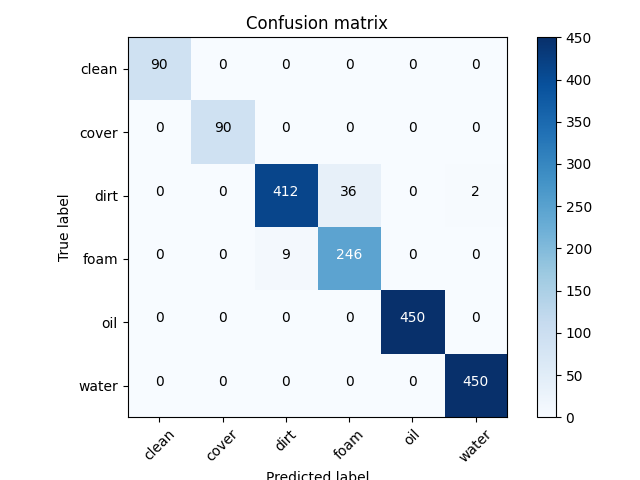 Confusion matrix
True label
clean 90 0 0 0 0 0
cover 0 90 0 0 0 0
dirt 0 0 412 36 0 2
foam 0 0 9 246 0 0
oil 0 0 0 0 450 0
water 0 0 0 0 0 450
clean cover dirt foam oil water
Predicted label
450
400
350
300
250
200
150
100
50
0